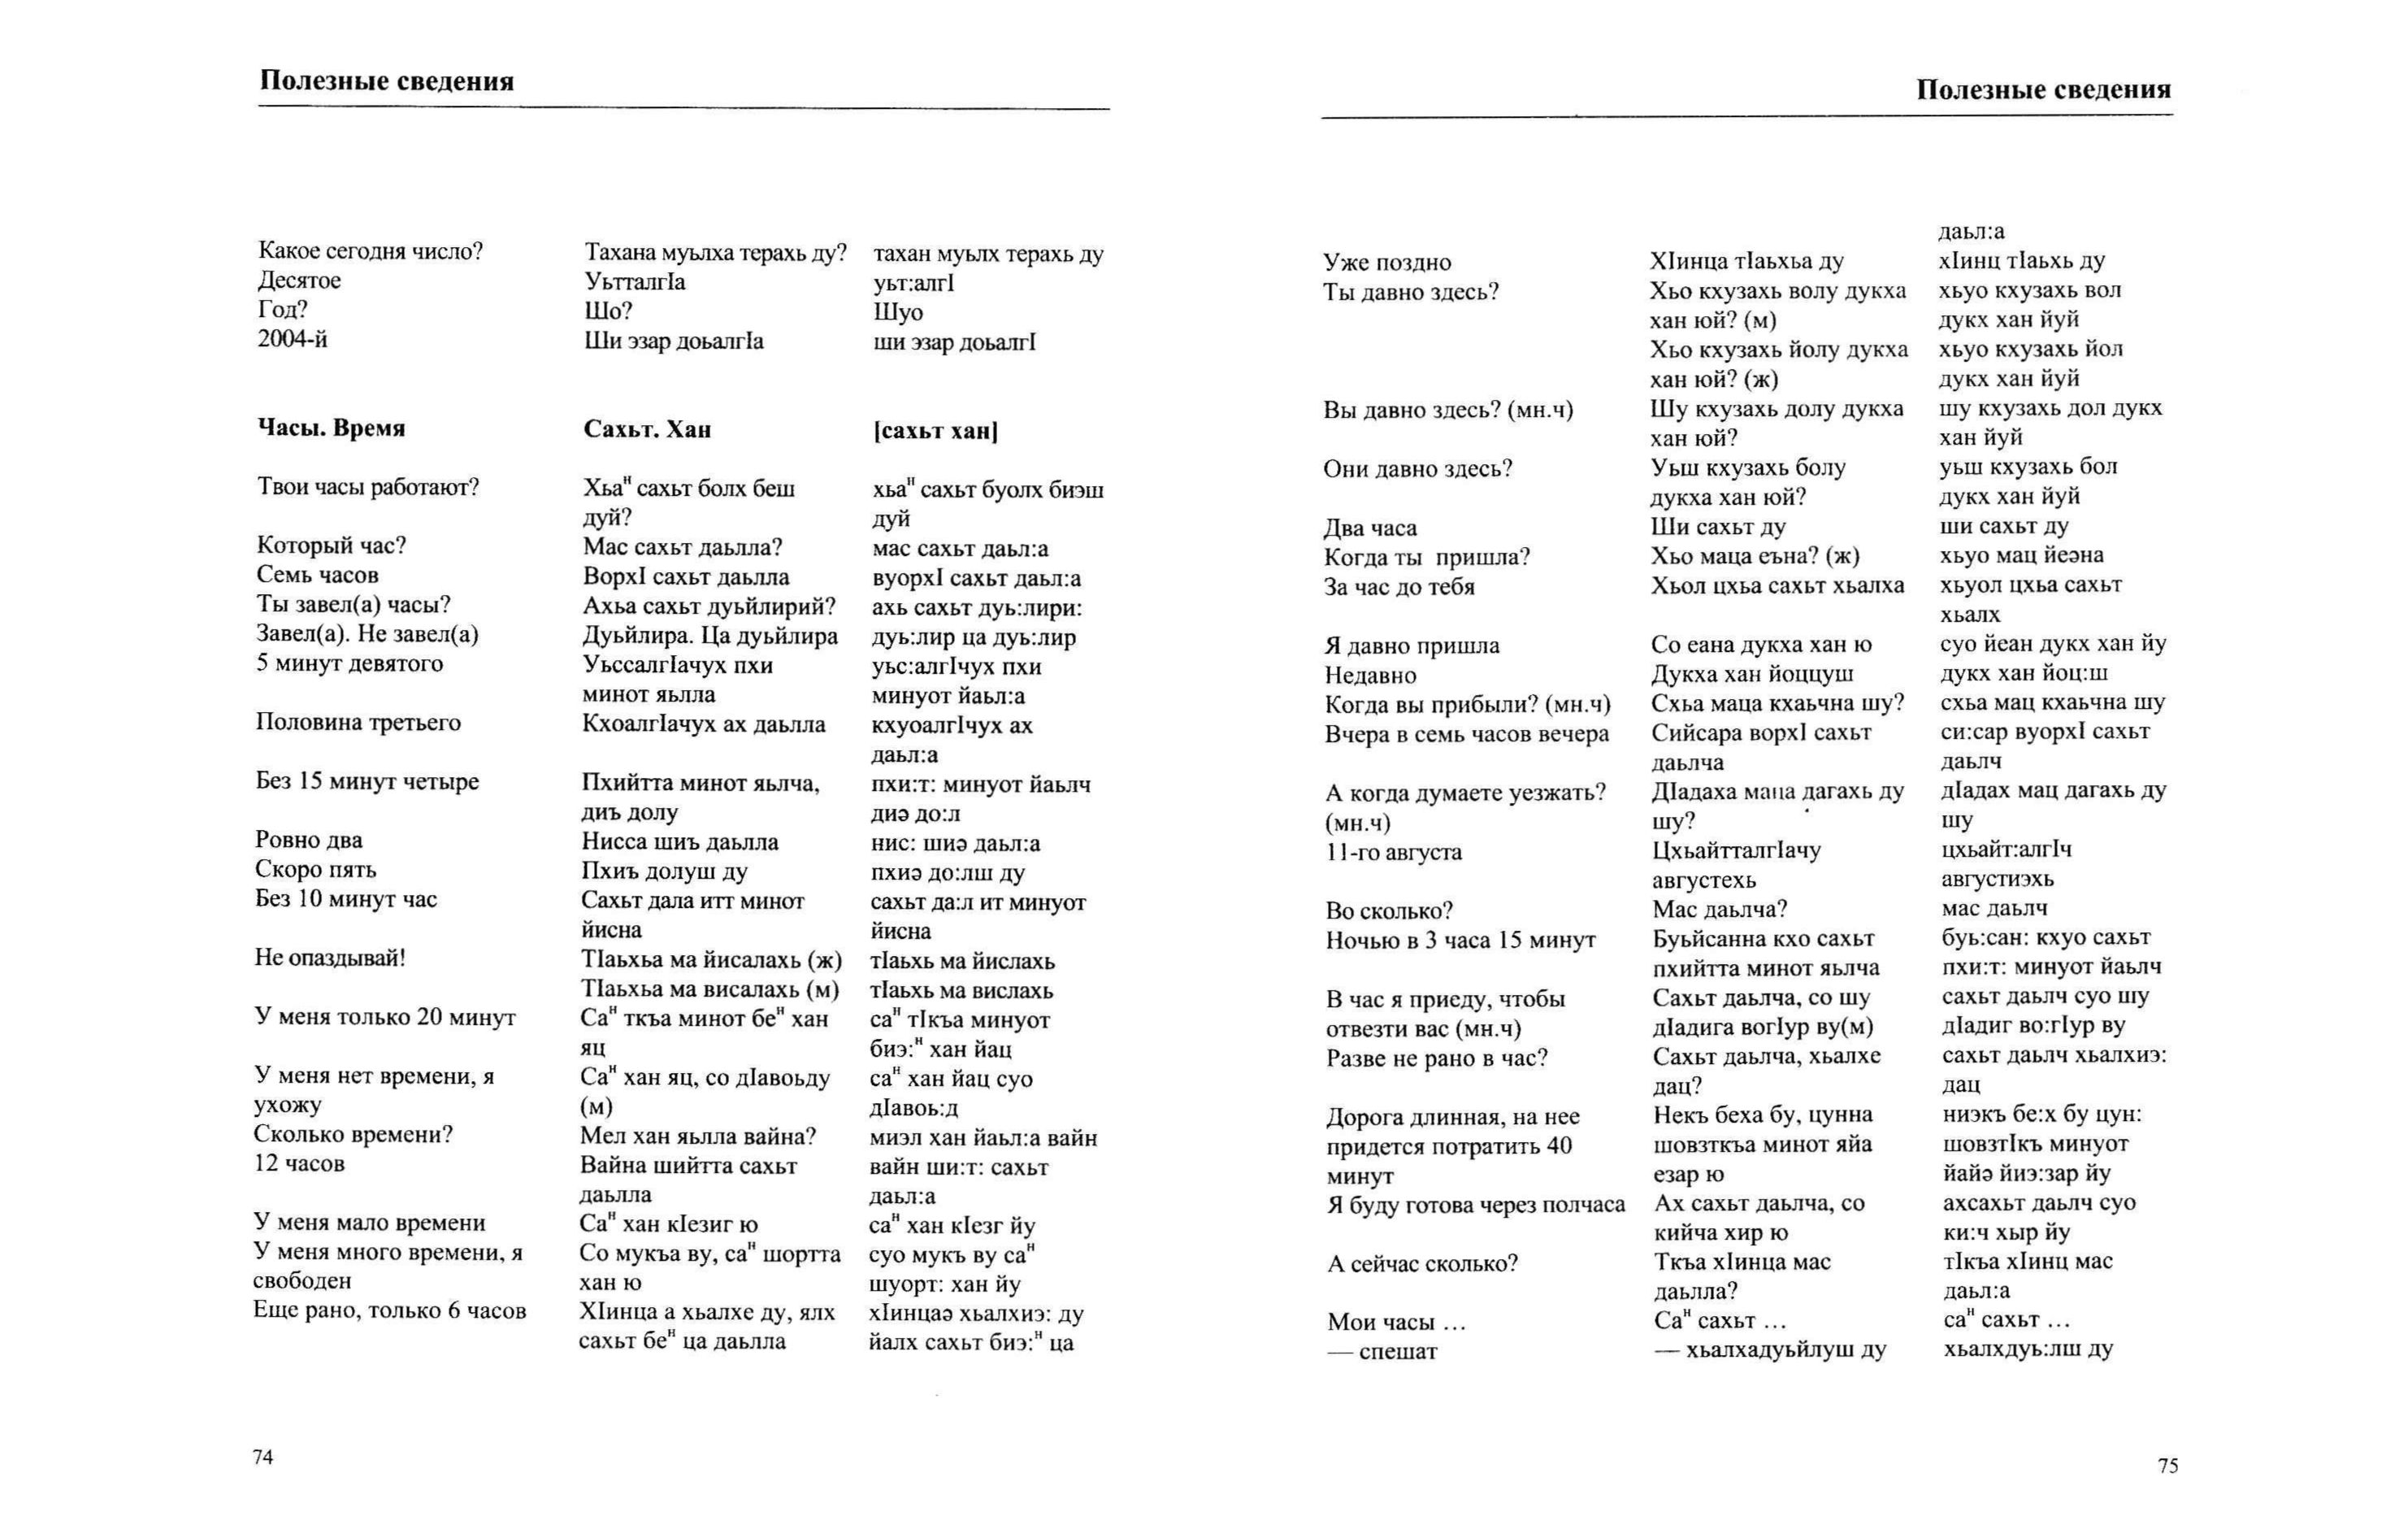 Полезные сведения
Какое сегодня число? Тахана муьлха терахь ду? тахан муьлх терахь ду
Десятое УьтталгIа уьт:алгI
Год? Шо? Шуо
2004-й Ши эзар доьалгIа ши эзар доьалгI
Часы. Время Сахьт. Хан [сахьт хан]
Твои часы работают? Хьаᴴ сахьт болх беш хьаᴴ сахьт буолх биэш
дуй? дуй
Который час? Мас сахьт даьлла? мас сахьт даьл:а
Семь часов ВорхI сахьт даьлла вуорхI сахьт даьл:а
Ты завел(а) часы? Ахьа сахьт дуьйлирий? ахь сахьт дуь:лири:
Завел(а). Не завел(а) Дуьйлира. Ца дуьйлира дуь:лир ца дуь:лир
5 минут девятого УьссалгIачух пхи уьс:алгIчух пхи
минот яьлла минуот йаьл:а
Половина третьего КхоалгIачух ах даьлла кхуоалгIчух ах
даьл:а
Без 15 минут четыре Пхийтта минот яьлча, пхи:т: минуот йаьлч
диъ долу диэ до:л
Ровно два Нисса шиъ даьлла нис: шиэ даьл:а
Скоро пять Пхиъ долуш ду пхиэ до:лш ду
Без 10 минут час Сахьт дала итт минот сахьт да:л ит минуот
йисна йисна
Не опаздывай! ТIаьхьа ма йисалахь (ж) тIаьхь ма йислахь
ТIаьхьа ма висалахь (м) тIаьхь ма вислахь
У меня только 20 минут Саᴴ ткъа минот беᴴ хан саᴴ тIкъа минуот
яц биэ:ᴴ хан йац
У меня нет времени, я Саᴴ хан яц, со дIавоьду саᴴ хан йац суо
ухожу (м) дIавоь:д
Сколько времени? Мел хан яьлла вайна? миэл хан йаьл:а вайн
12 часов Вайна шийтта сахьт вайн ши:т: сахьт
даьлла даьл:а
У меня мало времени Саᴴ хан кIезиг ю саᴴ хан кIезг йу
У меня много времени, я Со мукъа ву, саᴴ шортта суо мукъ ву саᴴ
свободен хан ю шуорт: хан йу
Еще рано, только 6 часов ХIинца а хьалхе ду, ялх хIинцаэ хьалхиэ: ду
сахьт беᴴ ца даьлла йалх сахьт биэ:ᴴ ца
74
Полезные сведения
даьл:а
Уже поздно ХIинца тIаьхьа ду хIинц тIаьхь ду
Ты давно здесь? Хьо кхузахь волу дукха хьуо кхузахь вол
хан юй? (м) дукх хан йуй
Хьо кхузахь йолу дукха хьуо кхузахь йол
хан юй? (ж) дукх хан йуй
Вы давно здесь? (мн.ч) Шу кхузахь долу дукха шу кхузахь дол дукх
хан юй? хан йуй
Они давно здесь? Уьш кхузахь болу уьш кхузахь бол
дукха хан юй? дукх хан йуй
Два часа Ши сахьт ду ши сахьт ду
Когда ты пришла? Хьо маца еъна? (ж) хьуо мац йеэна
За час до тебя Хьол цхьа сахьт хьалха хьуол цхьа сахьт
хьалх
Я давно пришла Со еана дукха хан ю суо йеан дукх хан йу
Недавно Дукха хан йоццуш дукх хан йоц:ш
Когда вы прибыли? (мн.ч) Схьа маца кхаьчна шу? схьа мац кхаьчна шу
Вчера в семь часов вечера Сийсара ворхI сахьт си:сар вуорхI сахьт
даьлча даьлч
А когда думаете уезжать? ДIадаха маца дагахь ду дIадах мац дагахь ду
(мн.ч) шу? шу
11-го августа ЦхьайтталгIачу цхьайт:алгIч
августехь августиэхь
Во сколько? Мас даьлча? мас даьлч
Ночью в 3 часа 15 минут Буьйсанна кхо сахьт буь:сан: кхуо сахьт
пхийтта минот яьлча пхи:т: минуот йаьлч
В час я приеду, чтобы Сахьт даьлча, со шу сахьт даьлч суо шу
отвезти вас (мн.ч) дIадига вогIур ву(м) дIадиг во:гIур ву
Разве не рано в час? Сахьт даьлча, хьалхе сахьт даьлч хьалхиэ:
дац? дац
Дорога длинная, на нее Некъ беха бу, цунна ниэкъ бе:х бу цун:
придется потратить 40 шовзткъа минот яйа шовзтIкъ минуот
минут езар ю йайэ йиэ:зар йу
Я буду готова через полчаса Ах сахьт даьлча, со ахсахьт даьлч суо
кийча хир ю ки:ч хыр йу
А сейчас сколько? Ткъа хIинца мас тIкъа хIинц мас
даьлла? даьл:а
Мои часы ... Саᴴ сахьт ... саᴴ сахьт ...
— спешат — хьалхадуьйлуш ду хьалхдуь:лш ду
75